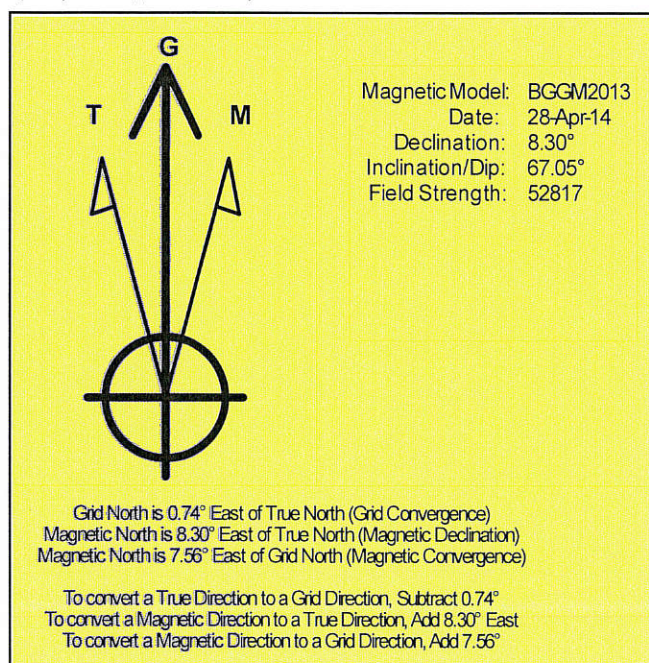 G
T
M
Magnetic Model: BGGM2013
Date: 28-Apr-14
Declination: 8.30°
Inclination/Dip: 67.05°
Field Strength: 52817
Grid North is 0.74° East of True North (Grid Convergence)
Magnetic North is 8.30° East of True North (Magnetic Declination)
Magnetic North is 7.56° East of Grid North (Magnetic Convergence)
To convert a True Direction to a Grid Direction, Subtract 0.74°
To convert a Magnetic Direction to a True Direction, Add 8.30° East
To convert a Magnetic Direction to a Grid Direction, Add 7.56°